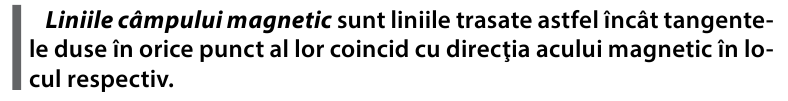 Liniile câmpului magnetic sunt liniile trasate astfel încât tangente-
le duse în orice punct al lor coincid cu direcţia acului magnetic în lo-
cul respectiv.